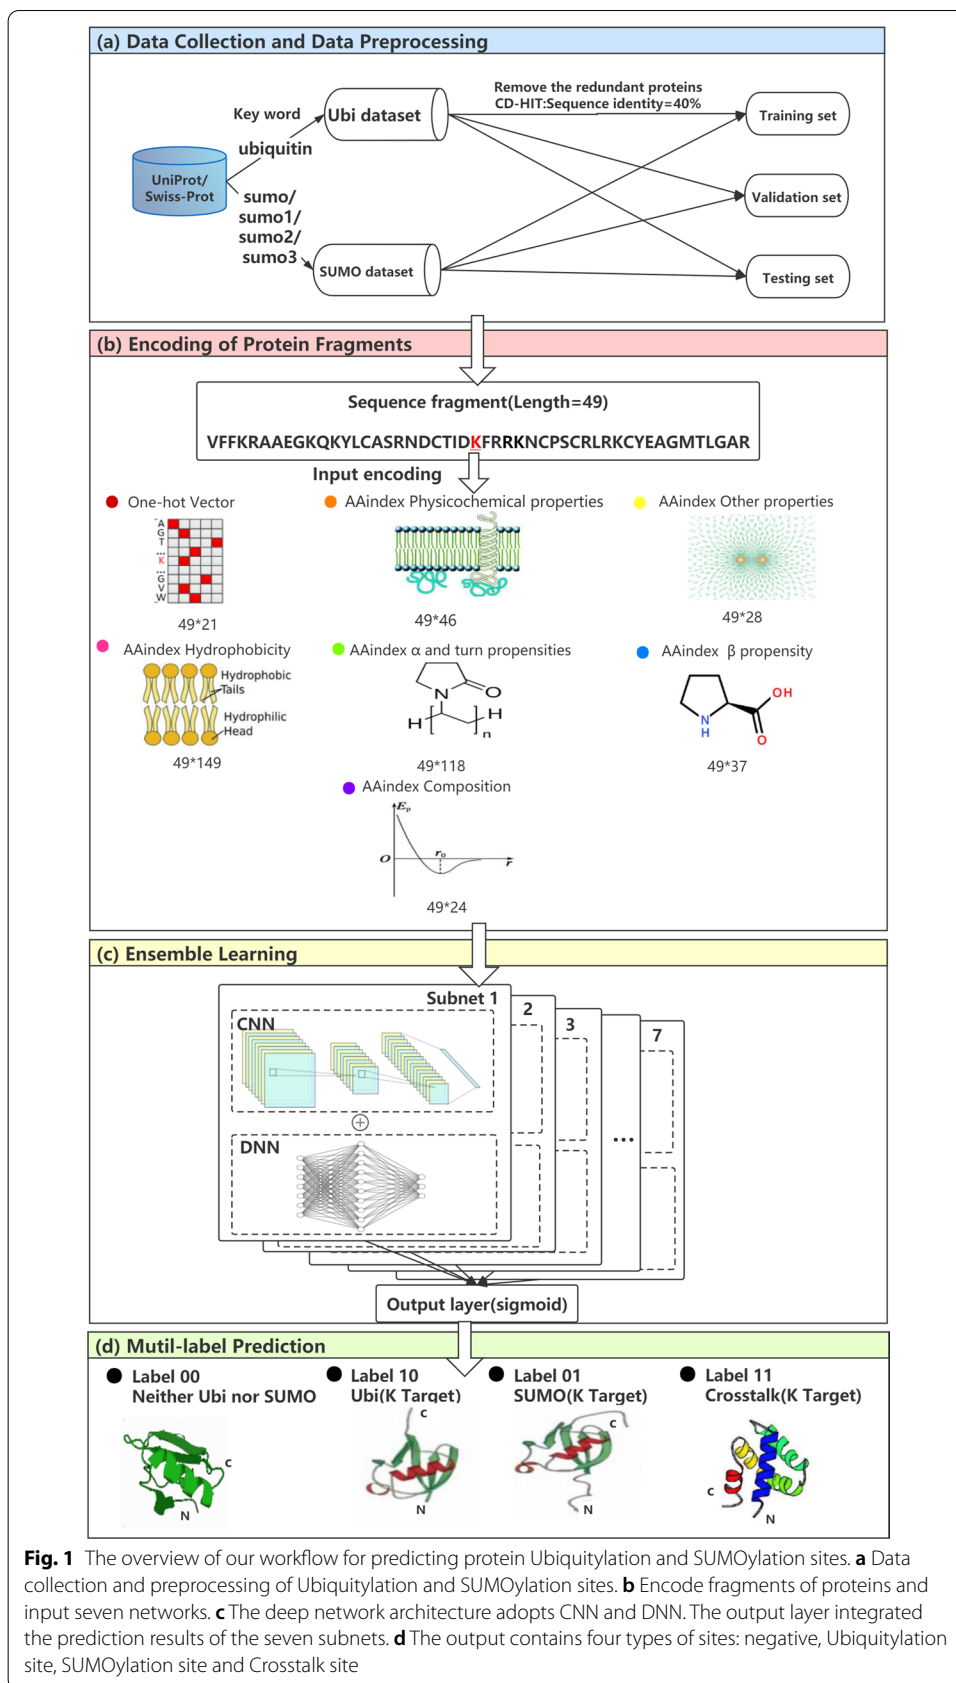 (a) Data Collection and Data Preprocessing
Remove the redundant proteins
CD-HIT:Sequence identity=40%
Key word
ubiquitin
Ubi dataset
Training set
UniProt/
Swiss-Prot
Validation set
sumo/
sumo1/
sumo2/
sumo3
SUMO dataset
Testing set
(b) Encoding of Protein Fragments
Sequence fragment(Length=49)
VFFKRAAEGKQKYLCASRNDCTIDKFRRKNCPSCRLRKCYEAGMTLGAR
Input encoding
One-hot Vector
A
G
T
...
K
...
G
V
W
49*21
AAindex Physicochemical properties
49*46
AAindex Other properties
49*28
AAindex Hydrophobicity
Hydrophobic
Tails
Hydrophilic
Head
49*149
AAindex α and turn propensities
N
O
H
H
n
49*118
AAindex β propensity
OH
N
H
O
49*37
AAindex Composition
Ep
O
r0
r
49*24
(c) Ensemble Learning
Subnet 1
2
3
7
CNN
DNN
...
Output layer(sigmoid)
(d) Mutil-label Prediction
Label 00
Neither Ubi nor SUMO
C
N
Label 10
Ubi(K Target)
C
N
Label 01
SUMO(K Target)
C
N
Label 11
Crosstalk(K Target)
C
N
Fig. 1 The overview of our workflow for predicting protein Ubiquitylation and SUMOylation sites. a Data
collection and preprocessing of Ubiquitylation and SUMOylation sites. b Encode fragments of proteins and
input seven networks. c The deep network architecture adopts CNN and DNN. The output layer integrated
the prediction results of the seven subnets. d The output contains four types of sites: negative, Ubiquitylation
site, SUMOylation site and Crosstalk site